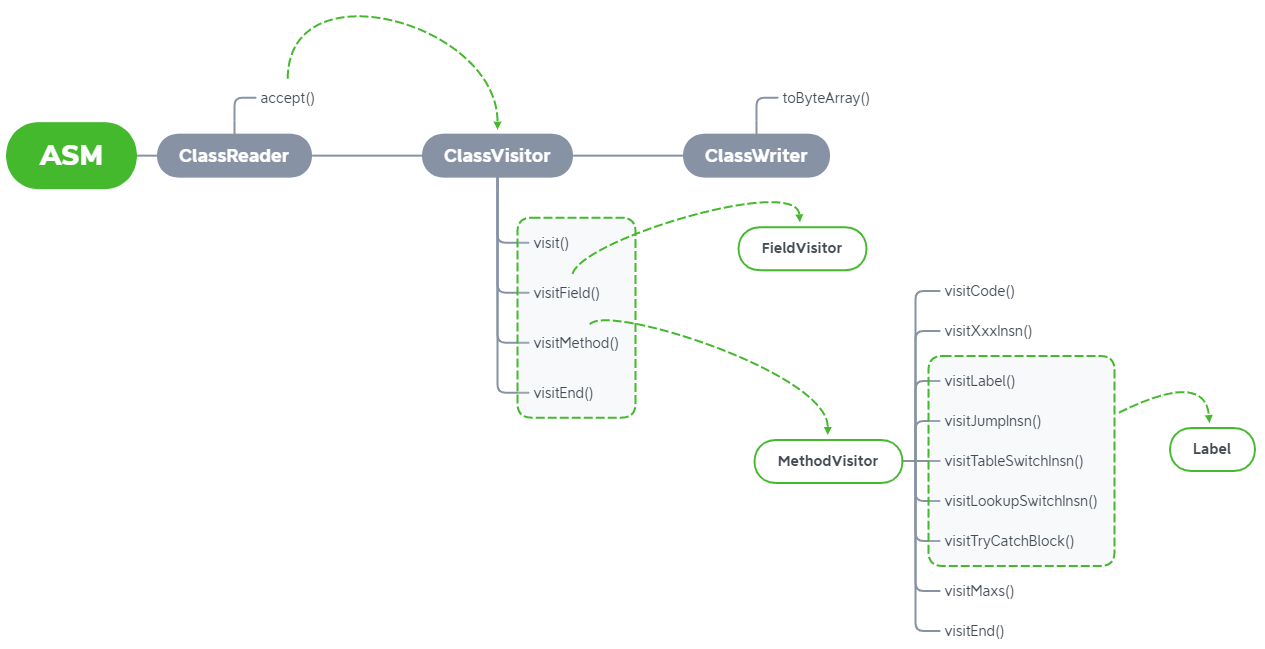 accept()
toByteArray()
ASM
ClassReader
ClassVisitor
ClassWriter
visit()
visitField()
visitMethod()
visitEnd()
FieldVisitor
MethodVisitor
visitCode()
visitXxxInsn()
visitLabel()
visitJumpInsn()
visitTableSwitchInsn()
visitLookupSwitchInsn()
visitTryCatchBlock()
visitMaxs()
visitEnd()
Label